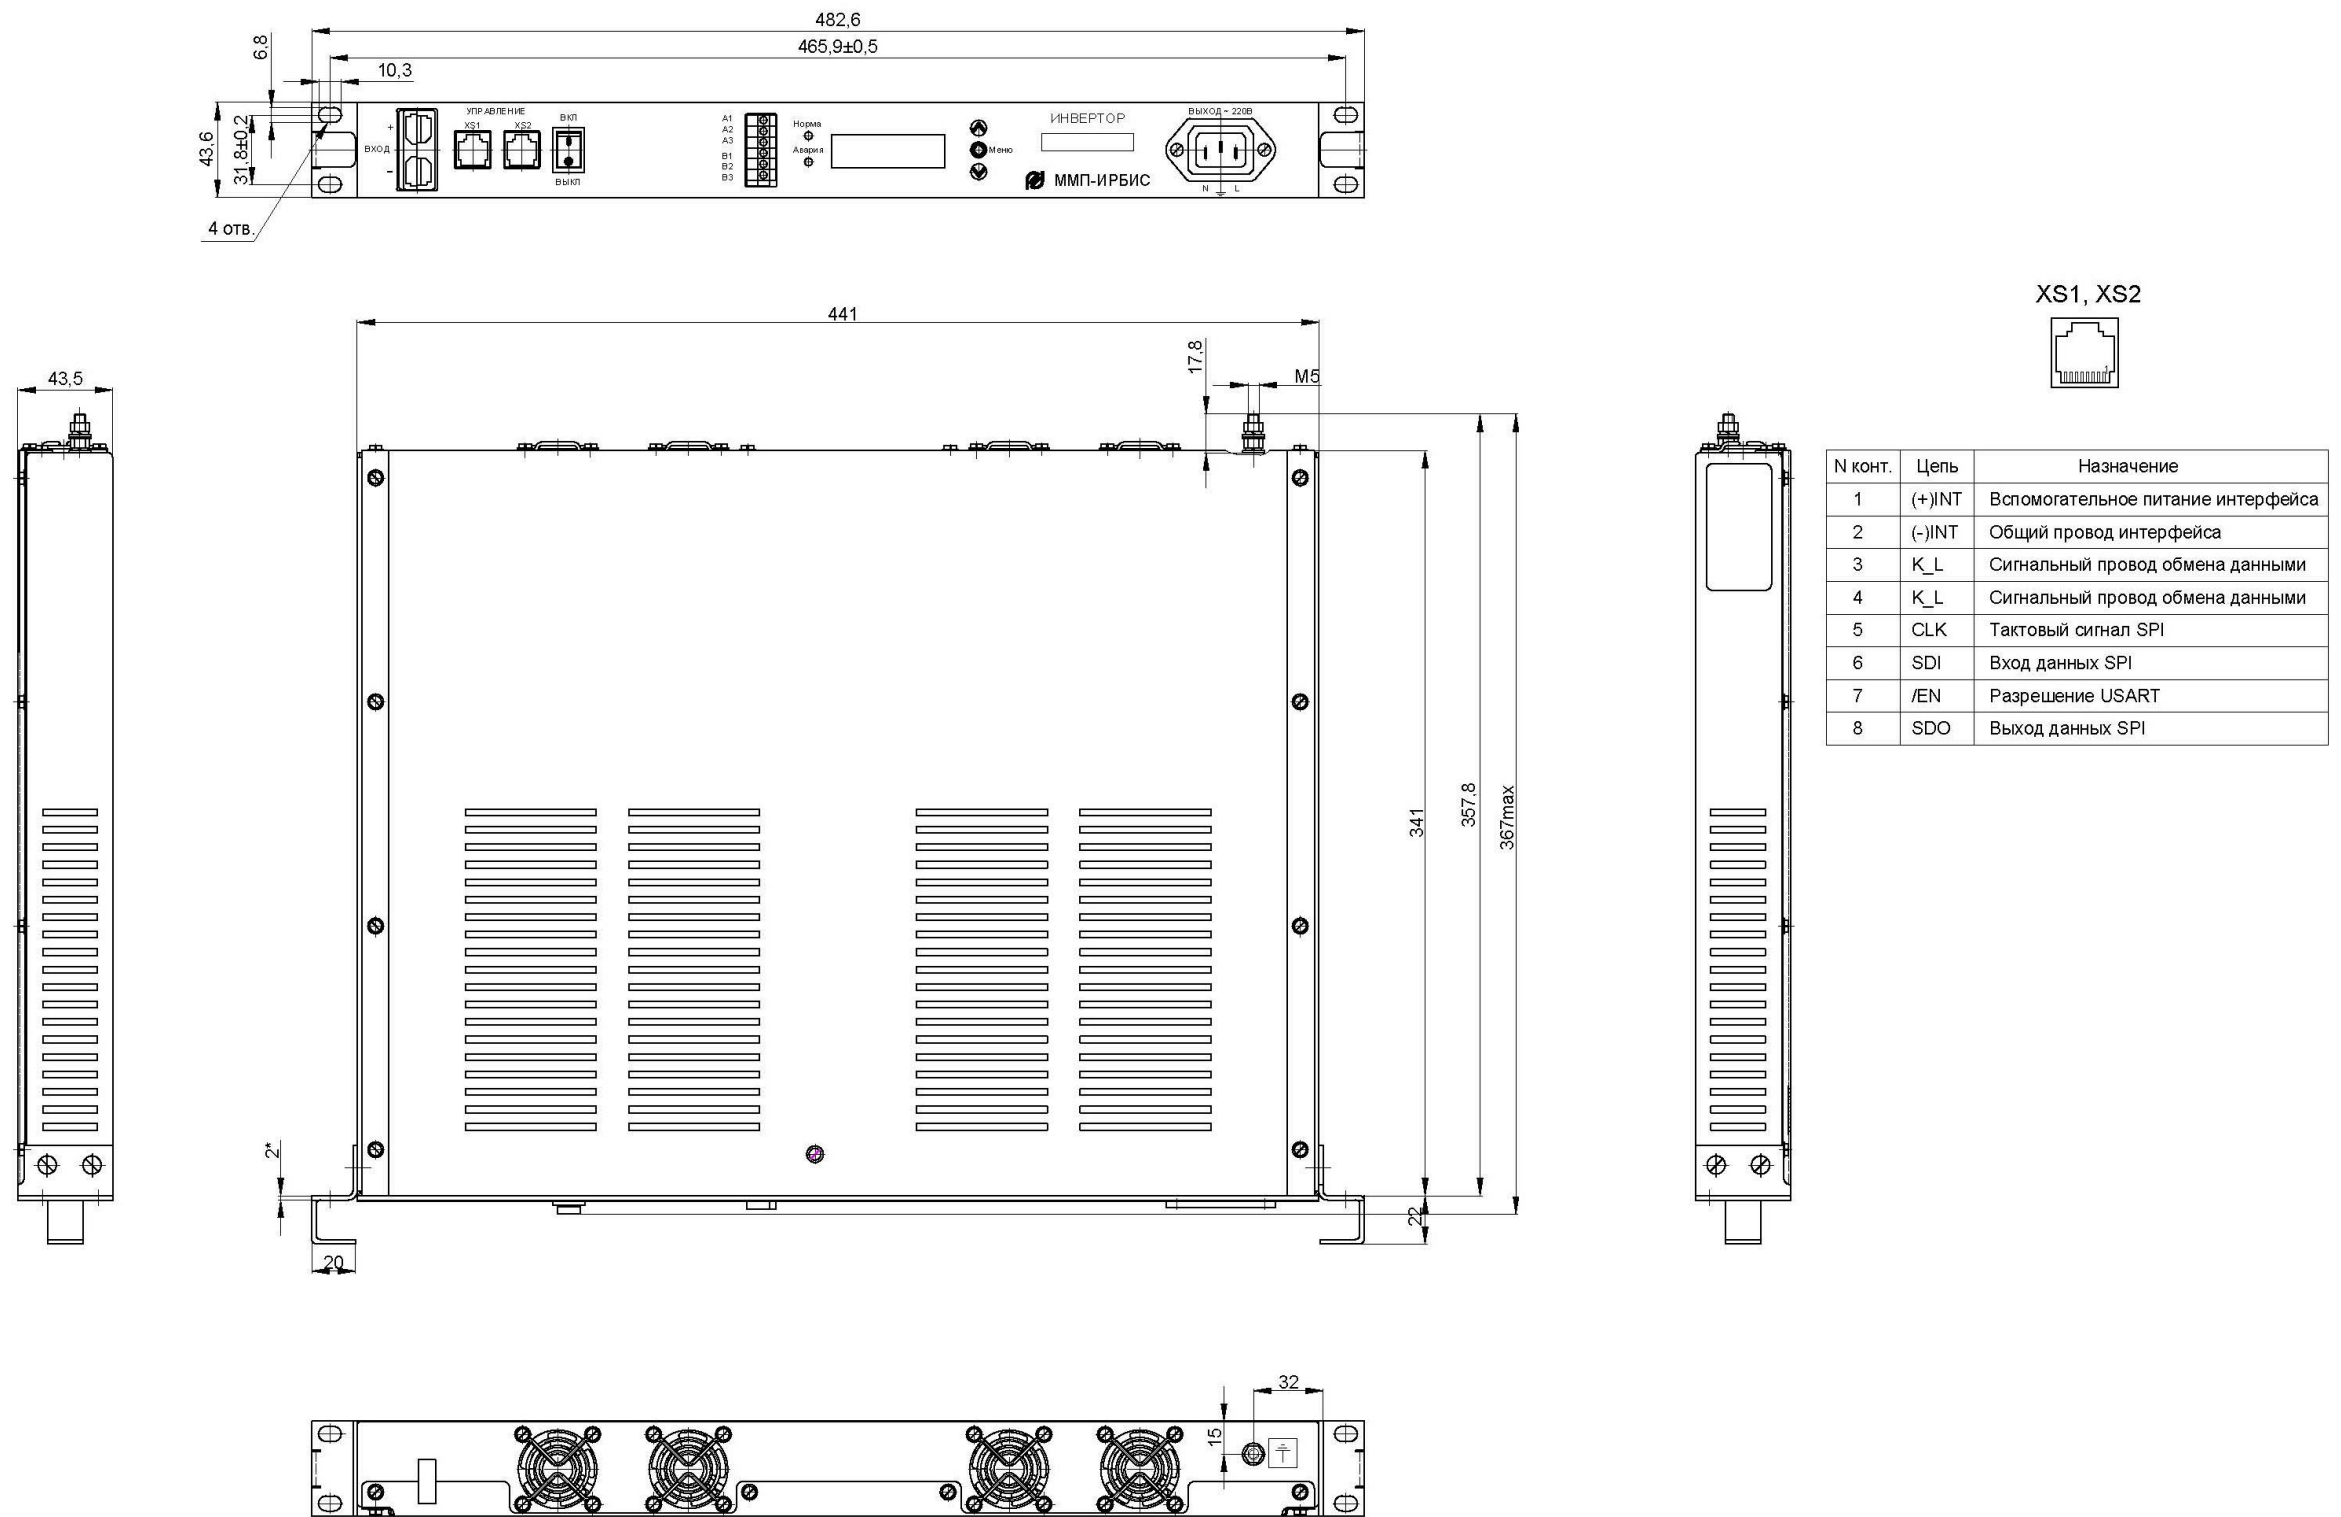 482,6
465,9±0,5
6,8
10,3
43,6
31,8±0,2
4 отв.
+
ВХОД
-
УПРАВЛЕНИЕ
XS1
XS2
ВКЛ
ВЫКЛ
A1
A2
A3
B1
B2
B3
Норма
Авария
Меню
ИНВЕРТОР
ММП-ИРБИС
ВЫХОД ~ 220В
N
L
XS1, XS2
1
441
17,8
M5
43,5
341
357,8
367max
2*
22
20
N конт. Цепь Назначение
1 (+)INT Вспомогательное питание интерфейса
2 (-)INT Общий провод интерфейса
3 K_L Сигнальный провод обмена данными
4 K_L Сигнальный провод обмена данными
5 CLK Тактовый сигнал SPI
6 SDI Вход данных SPI
7 /EN Разрешение USART
8 SDO Выход данных SPI
32
15